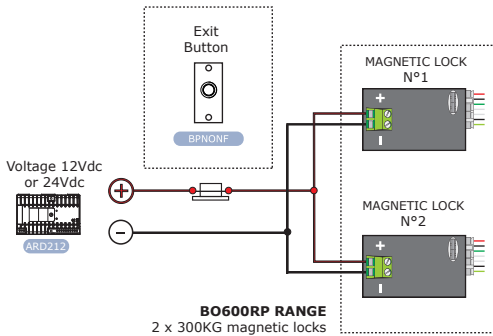 Exit
Button
BPNONF
MAGNETIC LOCK
N°1
+
-
Voltage 12Vdc
or 24Vdc
ARD212
+
-
MAGNETIC LOCK
N°2
+
-
BO600RP RANGE
2 x 300KG magnetic locks